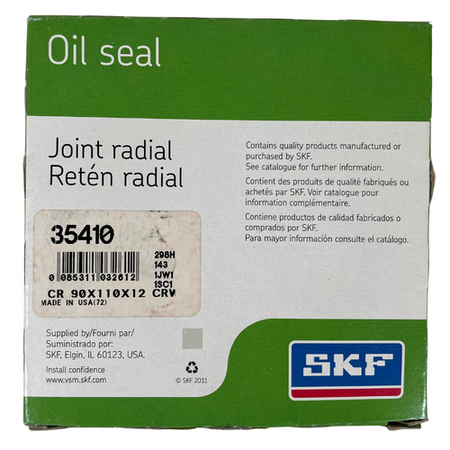 Oil seal
Joint radial
Retén radial
Contains quality products manufactured or
purchased by SKF.
See catalogue for further information.
Contient des produits de qualité fabriqués ou
achetés par SKF. Voir catalogue pour
information complémentaire.
Contiene productos de calidad fabricados o
comprados por SKF.
Para mayor información consulte el catálogo.
35410
298H
143
1JW1
1SC1
0 085311 032612
CR 90X110X12 CRW
MADE IN USA(72)
Supplied by/Fourni par/
Suministrado por:
SKF, Elgin, IL 60123, USA.
Install confidence
www.vsm.skf.com
© SKF 2011
SKF